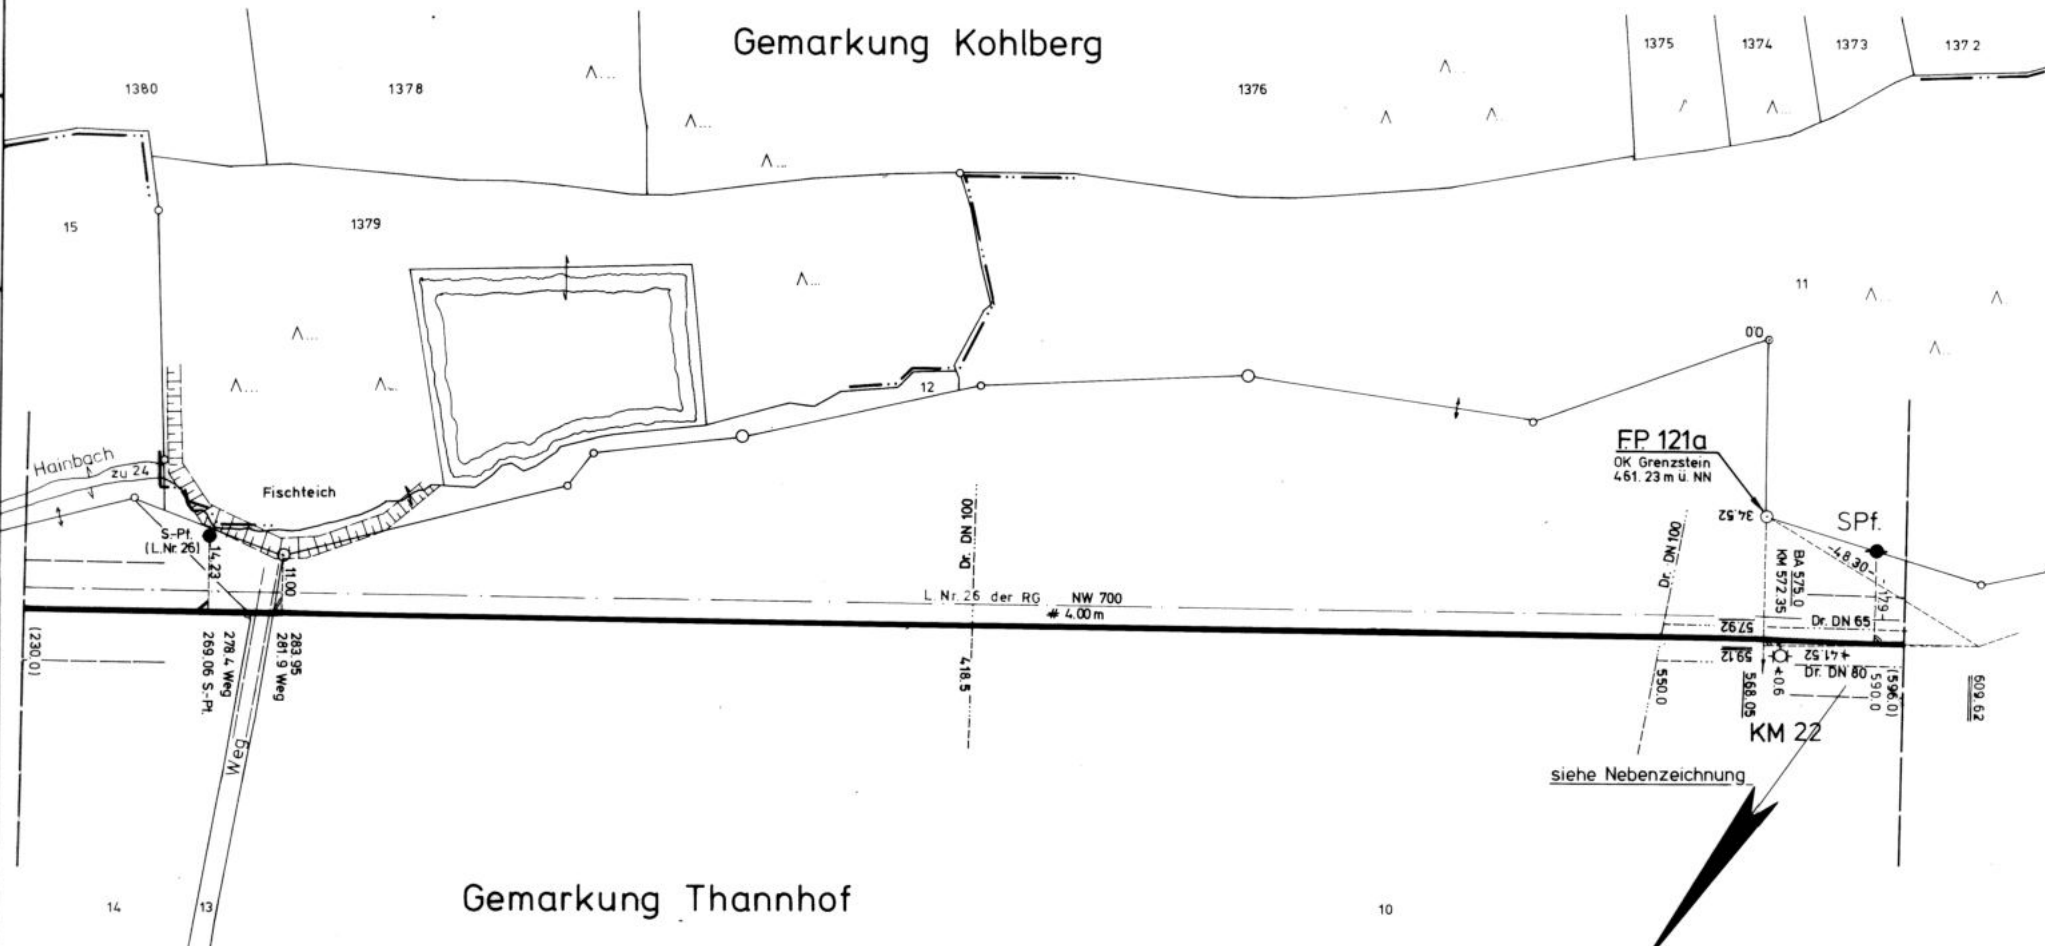 Gemarkung Kohlberg
1380
1378
1376
1375
1374
1373
1372
15
1379
11
12
0.0
Hainbach
zu 24
Fischteich
S.-Pf.
(L.Nr. 26)
14.23
11.00
Dr. DN 100
Dr. DN 100
F.P. 121a
OK Grenzstein
461.23 m ü. NN
34.52
SPf.
-48.30-
-1.79-
BA 575.0
KM 572.35
L. Nr. 26 der RG NW 700
# 4.00 m
57.92
Dr. DN 65
59.12
41.52
Dr. DN 80
0.6
(230.0)
269.06 S.-Pf.
278.4 Weg
281.9 Weg
283.95
418.5
550.0
568.05
590.0
(596.0)
609.62
KM 22
Weg
siehe Nebenzeichnung
Gemarkung Thannhof
14
13
10